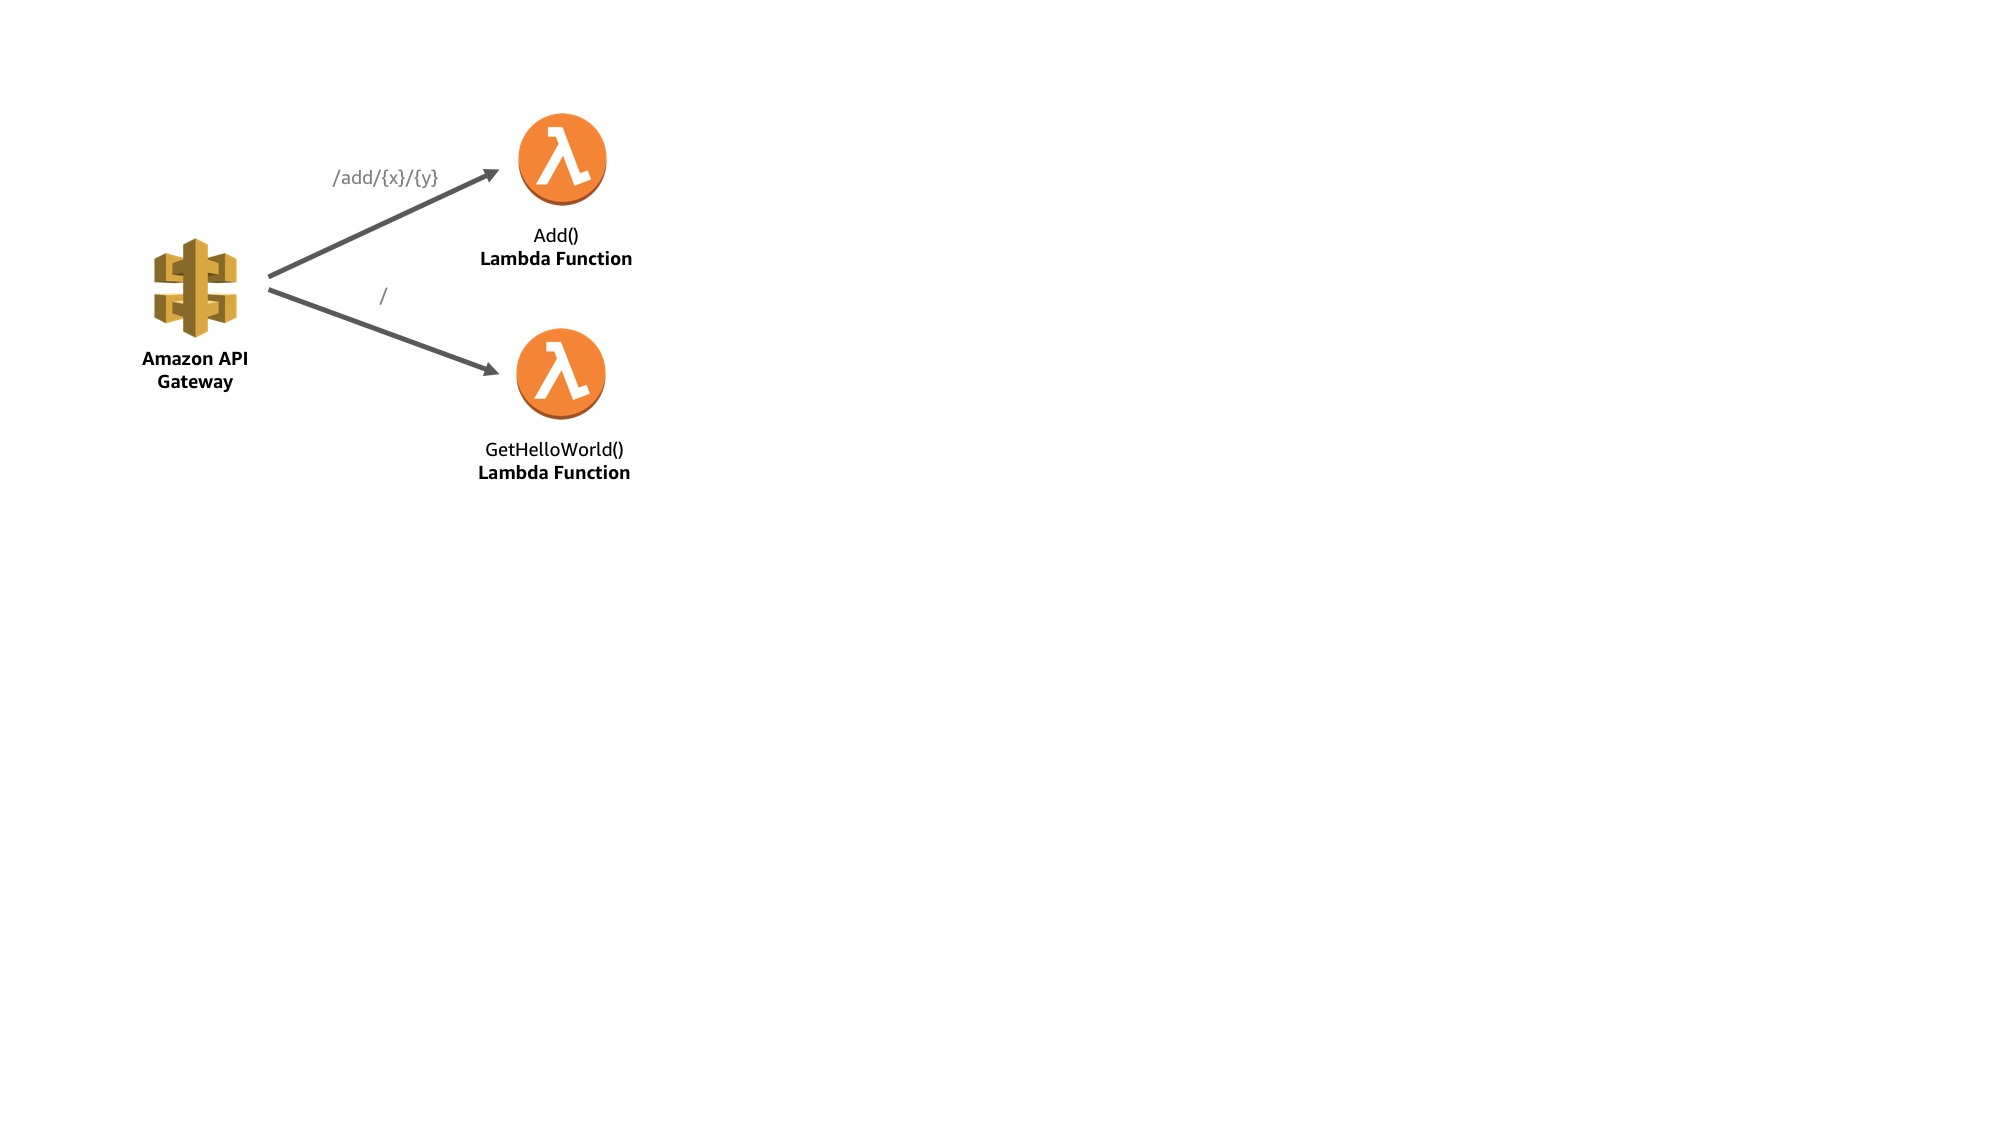 /add/{x}/{y}
Add()
Lambda Function
/
Amazon API
Gateway
GetHelloWorld()
Lambda Function